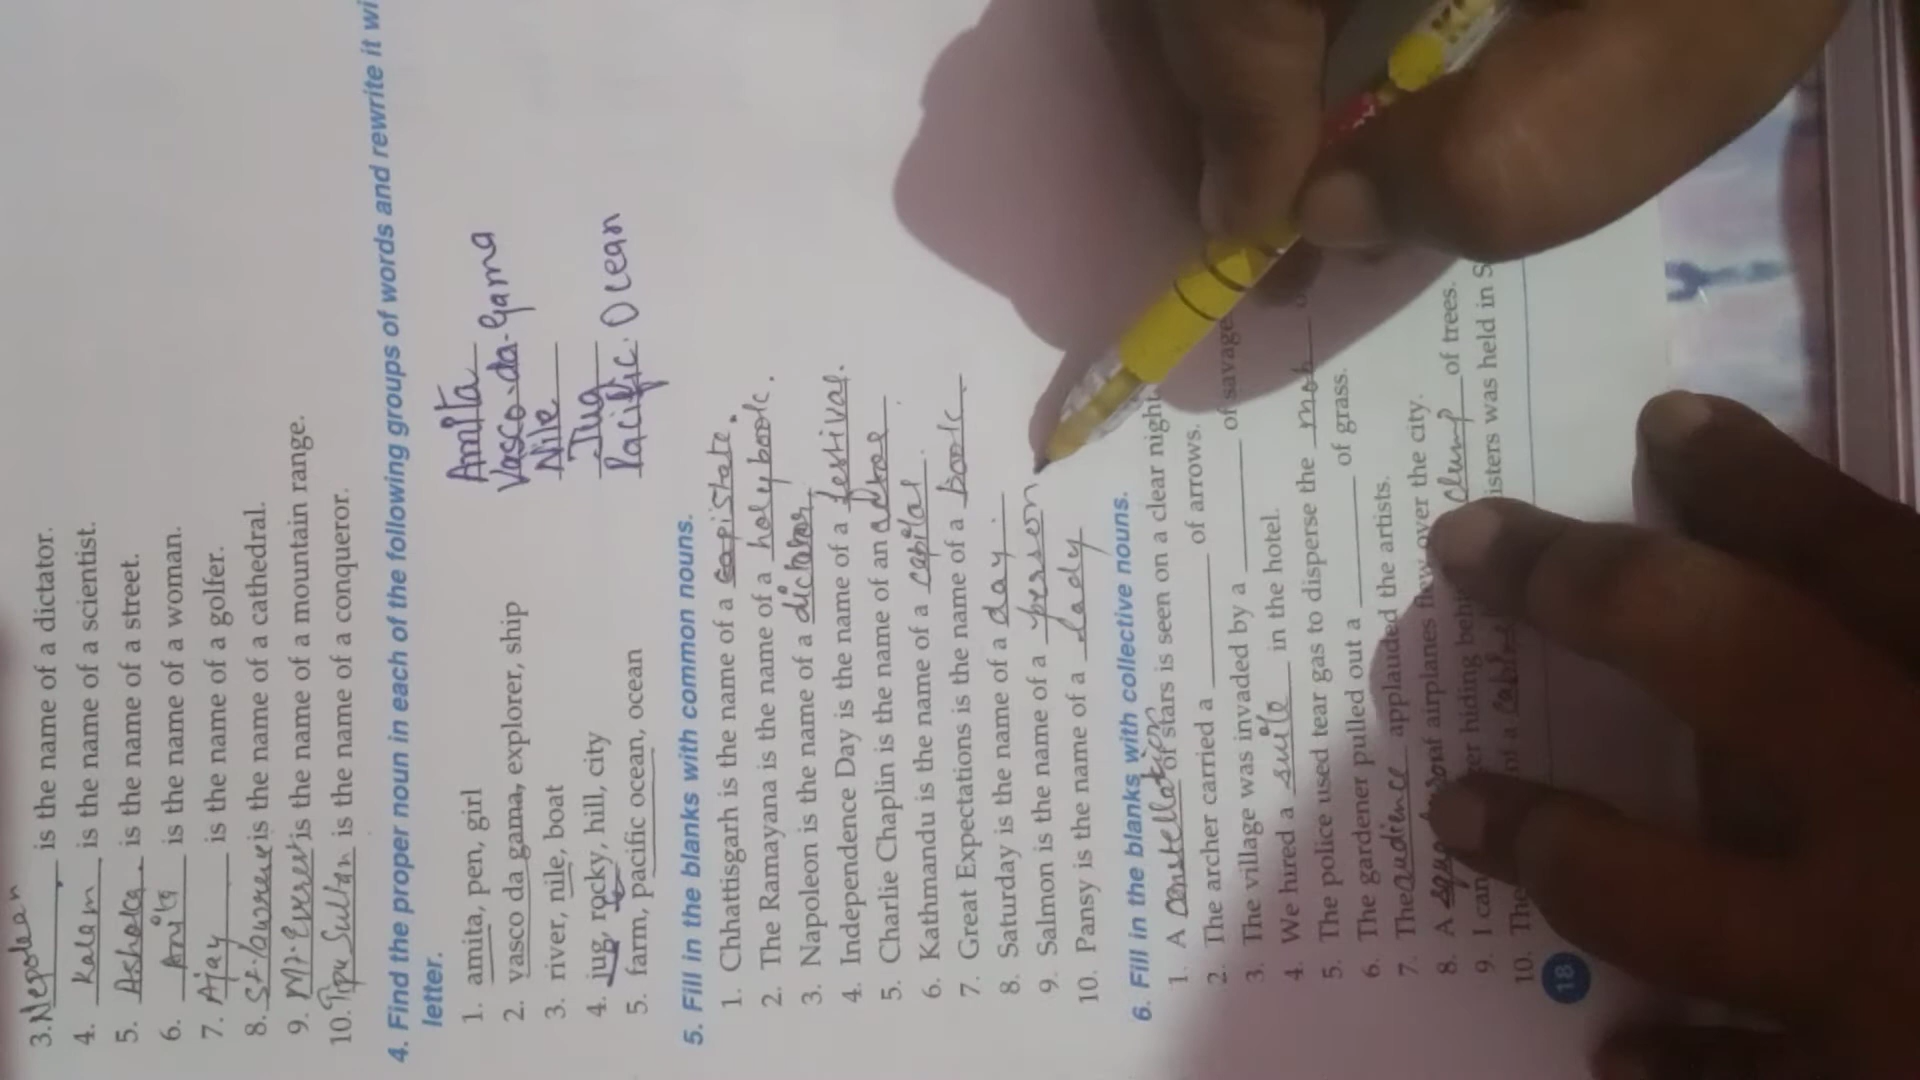 3. Nepolean is the name of a dictator.
4. Kalam is the name of a scientist.
5. Ashoka is the name of a street.
6. Anita is the name of a woman.
7. Ajay is the name of a golfer.
8. St. Lawrence is the name of a cathedral.
9. Mt. Everest is the name of a mountain range.
10. Tipu Sultan is the name of a conqueror.
4. Find the proper noun in each of the following groups of words and rewrite it wi
letter.
1. amita, pen, girl Amita
2. vasco da gama, explorer, ship Vasco-da-gama
3. river, nile, boat Nile
4. jug, rocky, hill, city Jug
5. farm, pacific ocean, ocean Pacific Ocean
5. Fill in the blanks with common nouns.
1. Chhattisgarh is the name of a state.
2. The Ramayana is the name of a holy book.
3. Napoleon is the name of a
4. Independence Day is the name of a festival.
5. Charlie Chaplin is the name of an
6. Kathmandu is the name of a capital.
7. Great Expectations is the name of a book
8. Saturday is the name of a day.
9. Salmon is the name of a person
10. Pansy is the name of a lady
6. Fill in the blanks with collective nouns.
1. A constellation of stars is seen on a clear night
2. The archer carried a of arrows.
3. The village was invaded by a of savage
4. We hired a suite in the hotel.
5. The police used tear gas to disperse the mob
6. The gardener pulled out a of grass.
7. The audience applauded the artists.
8. A of airplanes flew over the city.
9. I can hiding clump of trees.
10. The of a isters was held in S
18